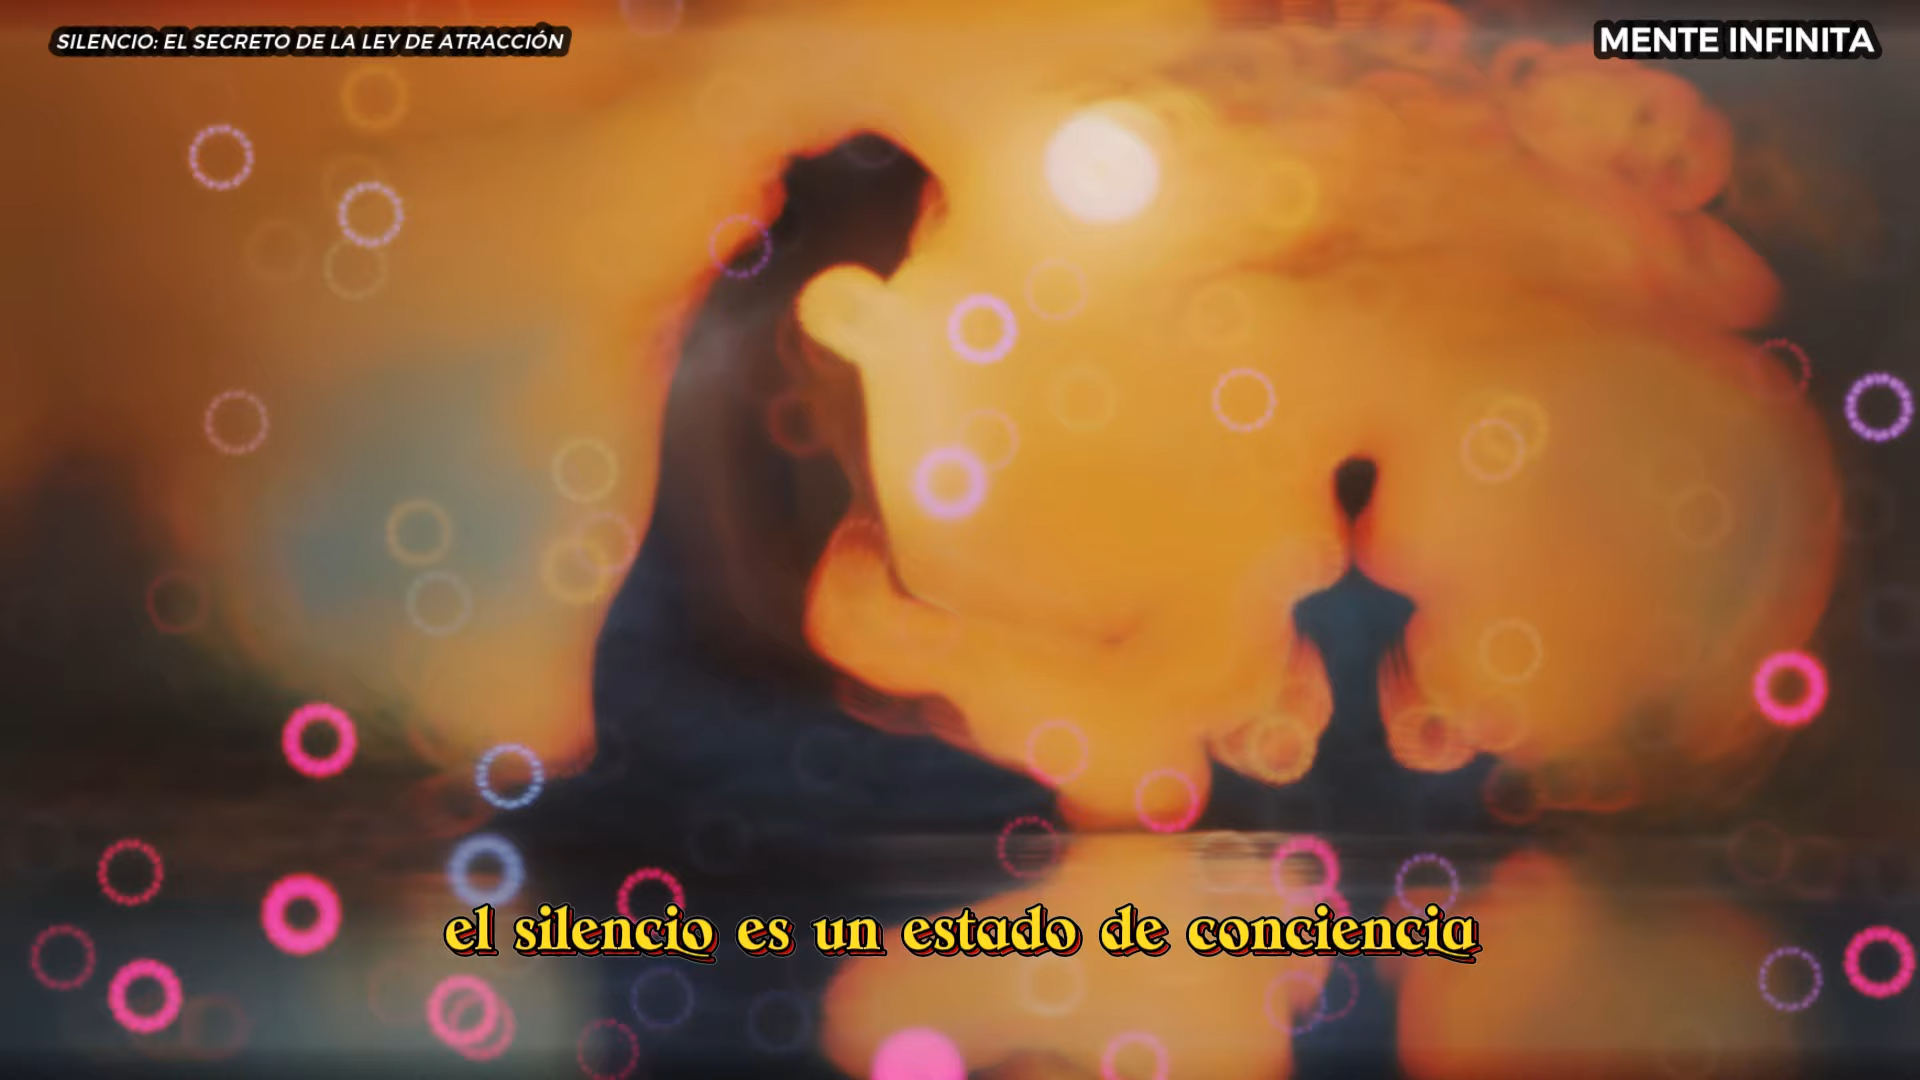 SILENCIO: EL SECRETO DE LA LEY DE ATRACCIÓN
MENTE INFINITA
el silencio es un estado de conciencia